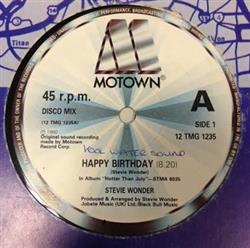 MOTOWN
45 r.p.m.
DISCO MIX
(12 TMG 1235A)
A
SIDE 1
12 TMG 1235
℗ 1980
Original sound recording
made by Motown
Record Corp.
KOOL WATER SOUND
HAPPY BIRTHDAY (8:20)
(Stevie Wonder)
In Album "Hotter Than July"—STMA 8035
STEVIE WONDER
Produced & Arranged by Stevie Wonder
Jobete Music (UK) Ltd./Black Bull Music